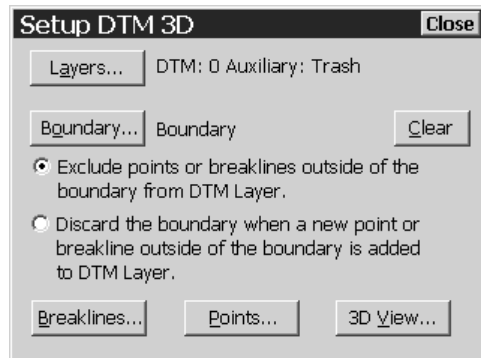 Setup DTM 3D Close
Layers... DTM: 0 Auxiliary: Trash
Boundary... Boundary Clear
Exclude points or breaklines outside of the
boundary from DTM Layer.
Discard the boundary when a new point or
breakline outside of the boundary is added
to DTM Layer.
Breaklines... Points... 3D View...